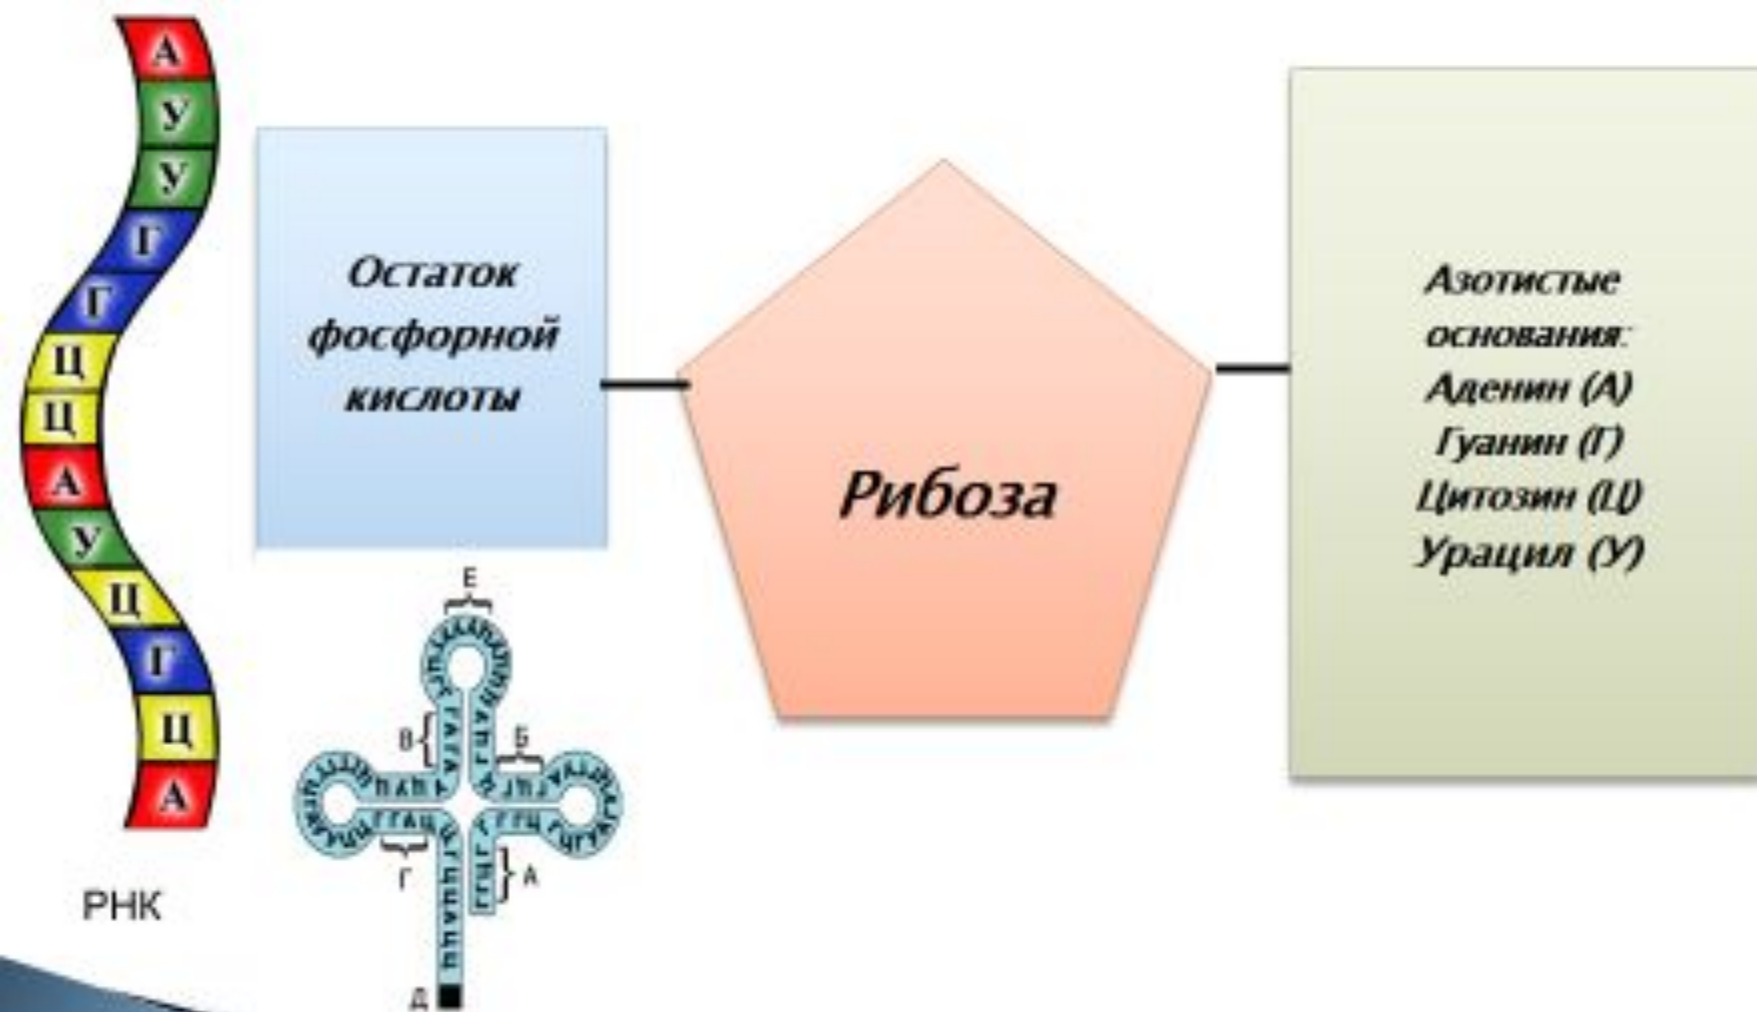 А
У
У
Г
Г
Ц
Ц
А
У
Ц
Г
Ц
А
РНК
Остаток
фосфорной
кислоты
Рибоза
Азотистые
основания:
Аденин (А)
Гуанин (Г)
Цитозин (Ц)
Урацил (У)
Е
В
Б
Г
А
Д